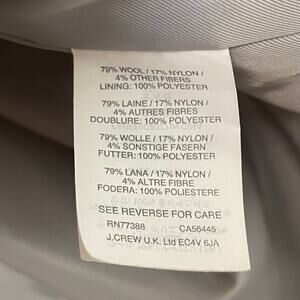 79% WOOL / 17% NYLON /
4% OTHER FIBERS
LINING: 100% POLYESTER
79% LAINE / 17% NYLON /
4% AUTRES FIBRES
DOUBLURE: 100% POLYESTER
79% WOLLE / 17% NYLON /
4% SONSTIGE FASERN
FUTTER: 100% POLYESTER
79% LANA / 17% NYLON /
4% ALTRE FIBRE
FODERA: 100% POLIESTERE
SEE REVERSE FOR CARE
RN77388 CA56445
J.CREW U.K. Ltd EC4V 6JA